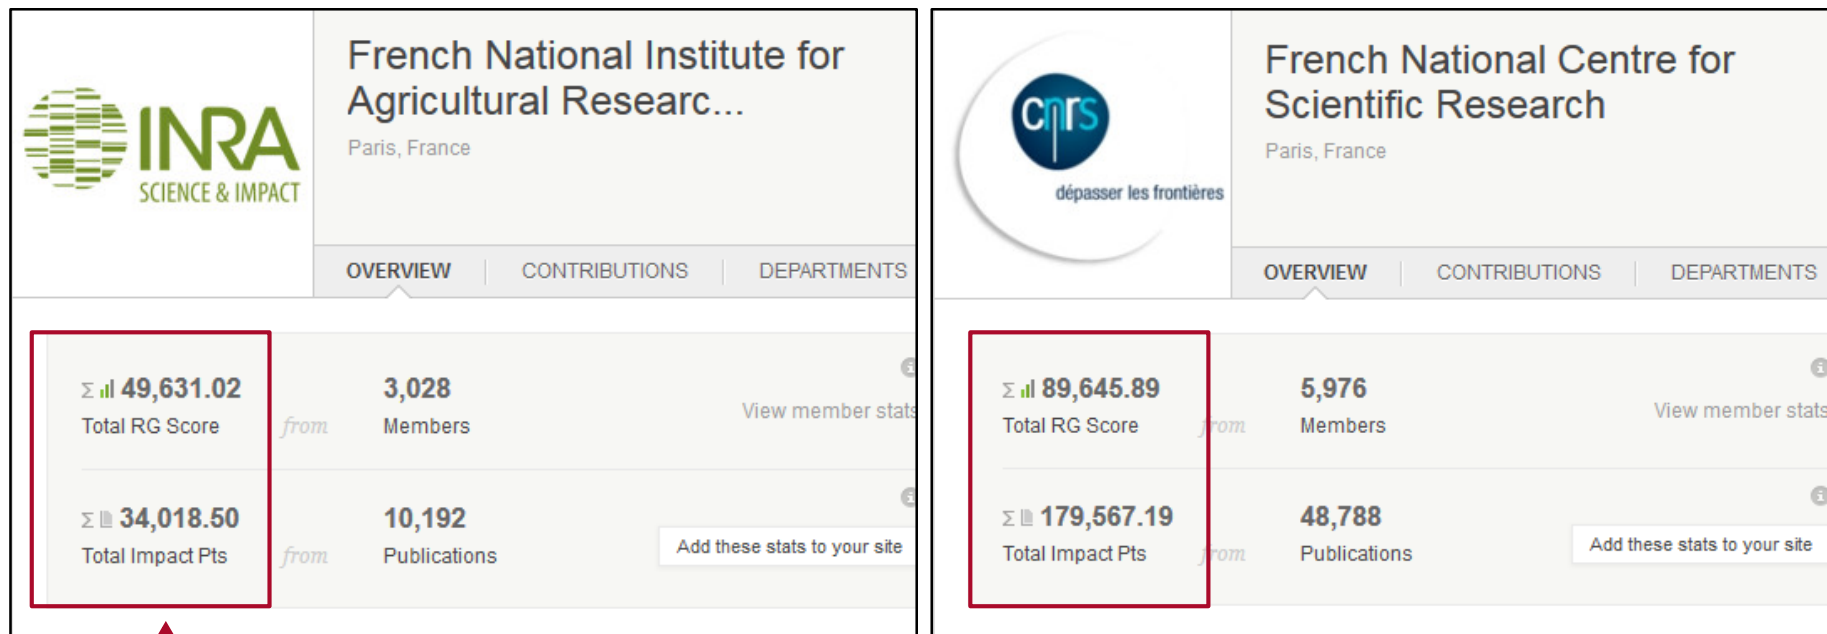 INRA
SCIENCE & IMPACT
French National Institute for
Agricultural Researc...
Paris, France
OVERVIEW
CONTRIBUTIONS
DEPARTMENTS
Σ 49,631.02
Total RG Score
from
3,028
Members
View member stats
Σ 34,018.50
Total Impact Pts
from
10,192
Publications
Add these stats to your site
cnrs
dépasser les frontières
French National Centre for
Scientific Research
Paris, France
OVERVIEW
CONTRIBUTIONS
DEPARTMENTS
Σ 89,645.89
Total RG Score
from
5,976
Members
View member stats
Σ 179,567.19
Total Impact Pts
from
48,788
Publications
Add these stats to your site